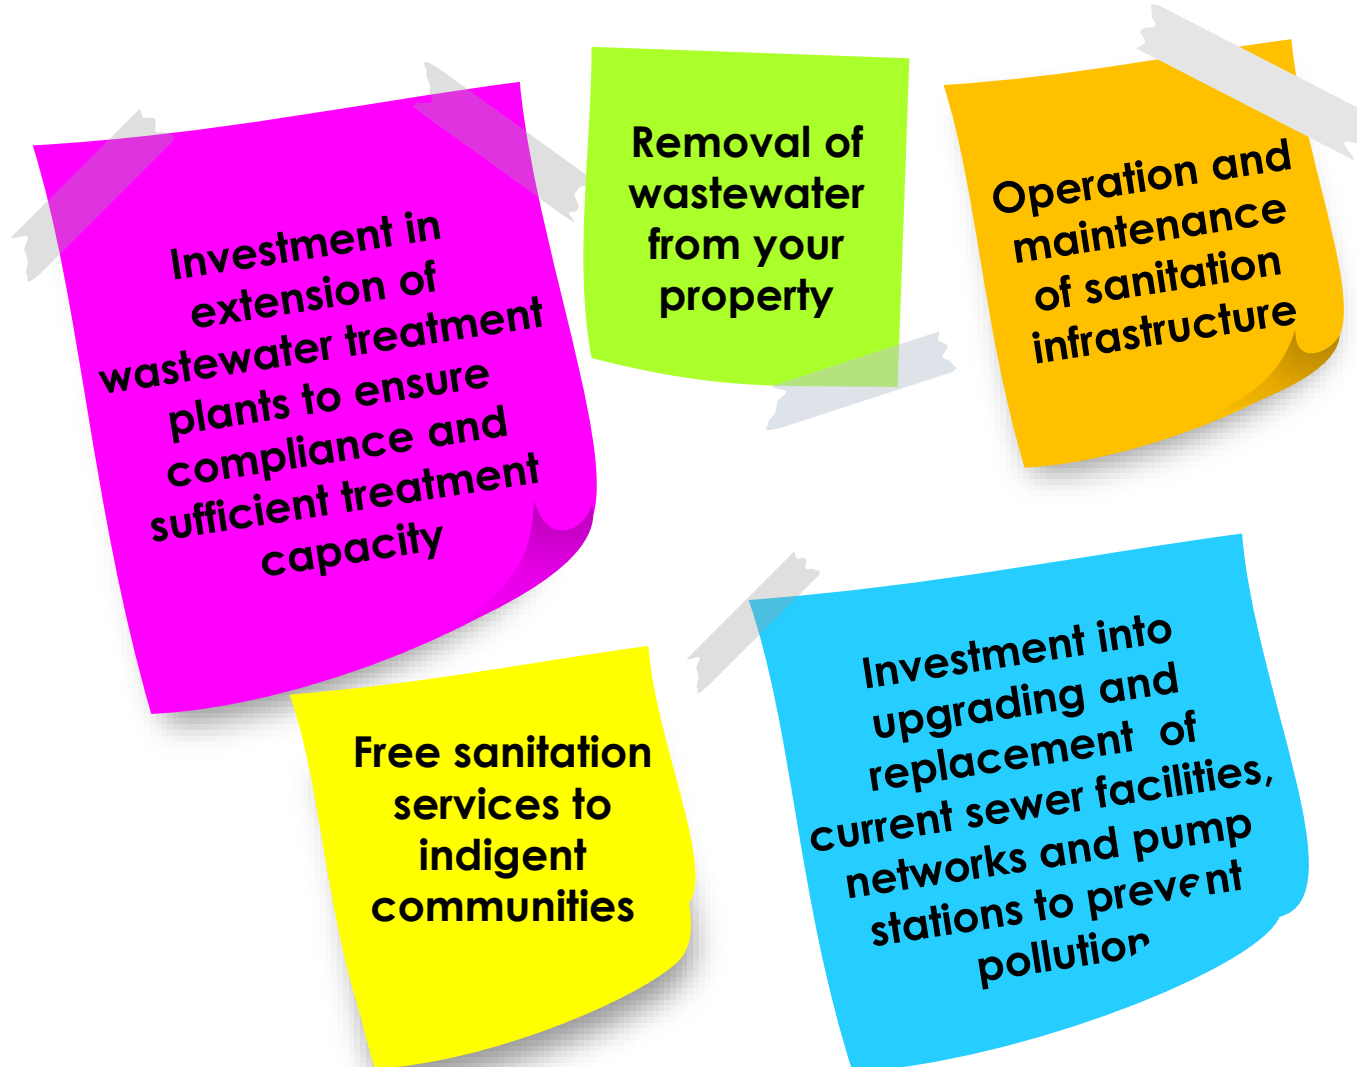 Investment in
extension of
wastewater treatment
plants to ensure
compliance and
sufficient treatment
capacity
Removal of
wastewater
from your
property
Operation and
maintenance
of sanitation
infrastructure
Free sanitation
services to
indigent
communities
Investment into
upgrading and
replacement of
current sewer facilities,
networks and pump
stations to prevent
pollution